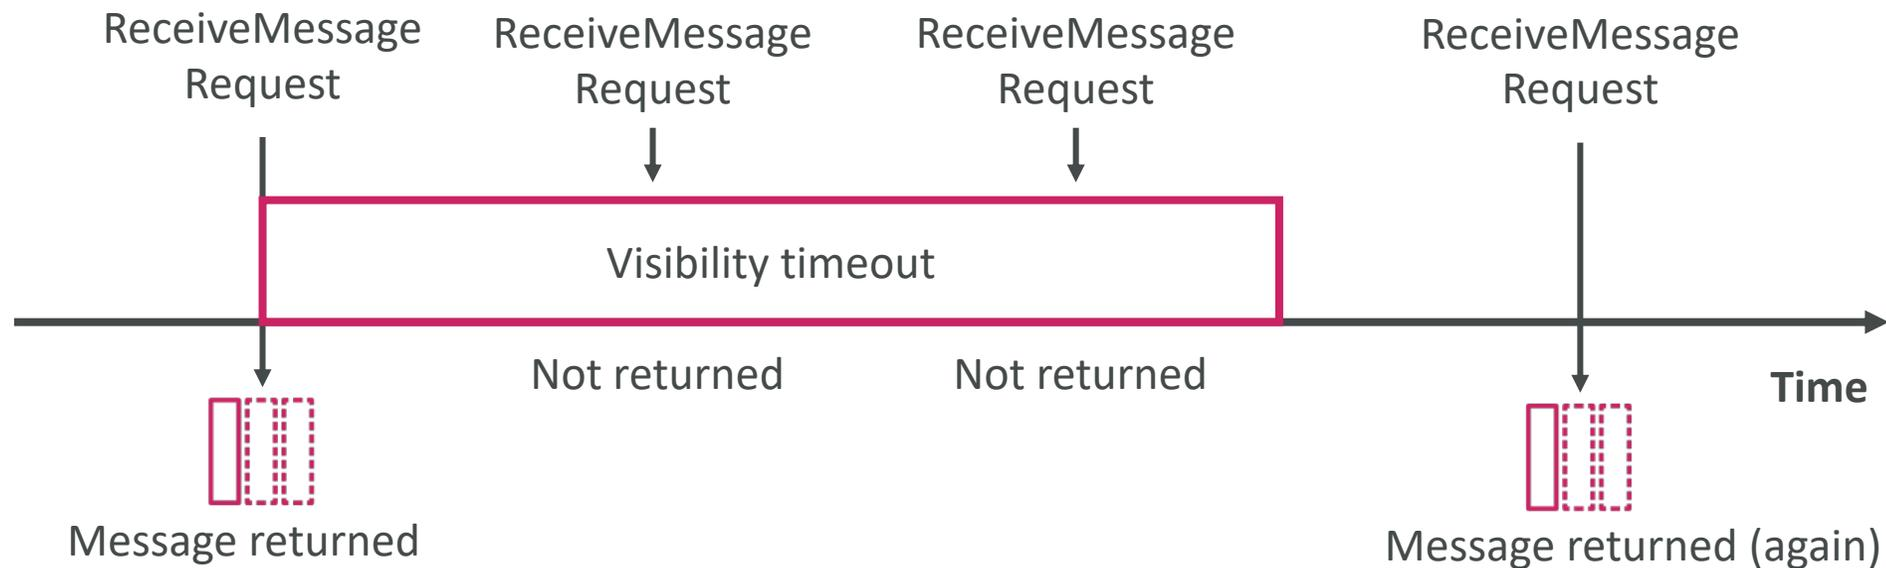 ReceiveMessage
Request
ReceiveMessage
Request
ReceiveMessage
Request
ReceiveMessage
Request
Visibility timeout
Not returned
Not returned
Time
Message returned
Message returned (again)